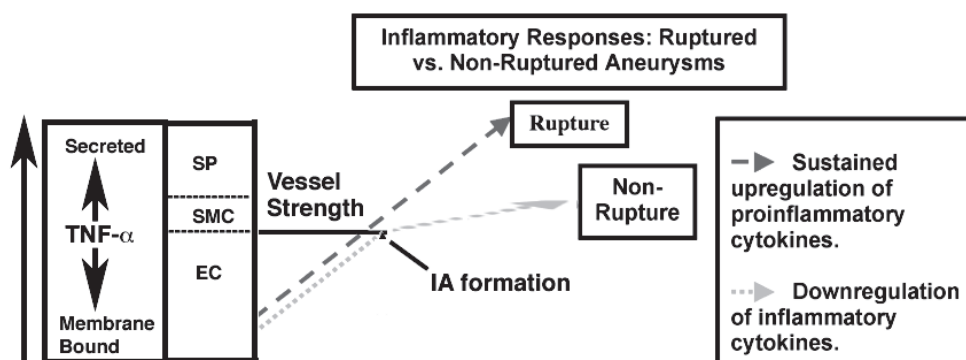 Inflammatory Responses: Ruptured
vs. Non-Ruptured Aneurysms
Rupture
Non-
Rupture
Secreted
TNF-α
Membrane
Bound
SP
SMC
EC
Vessel
Strength
IA formation
Sustained
upregulation of
proinflammatory
cytokines.
Downregulation
of inflammatory
cytokines.